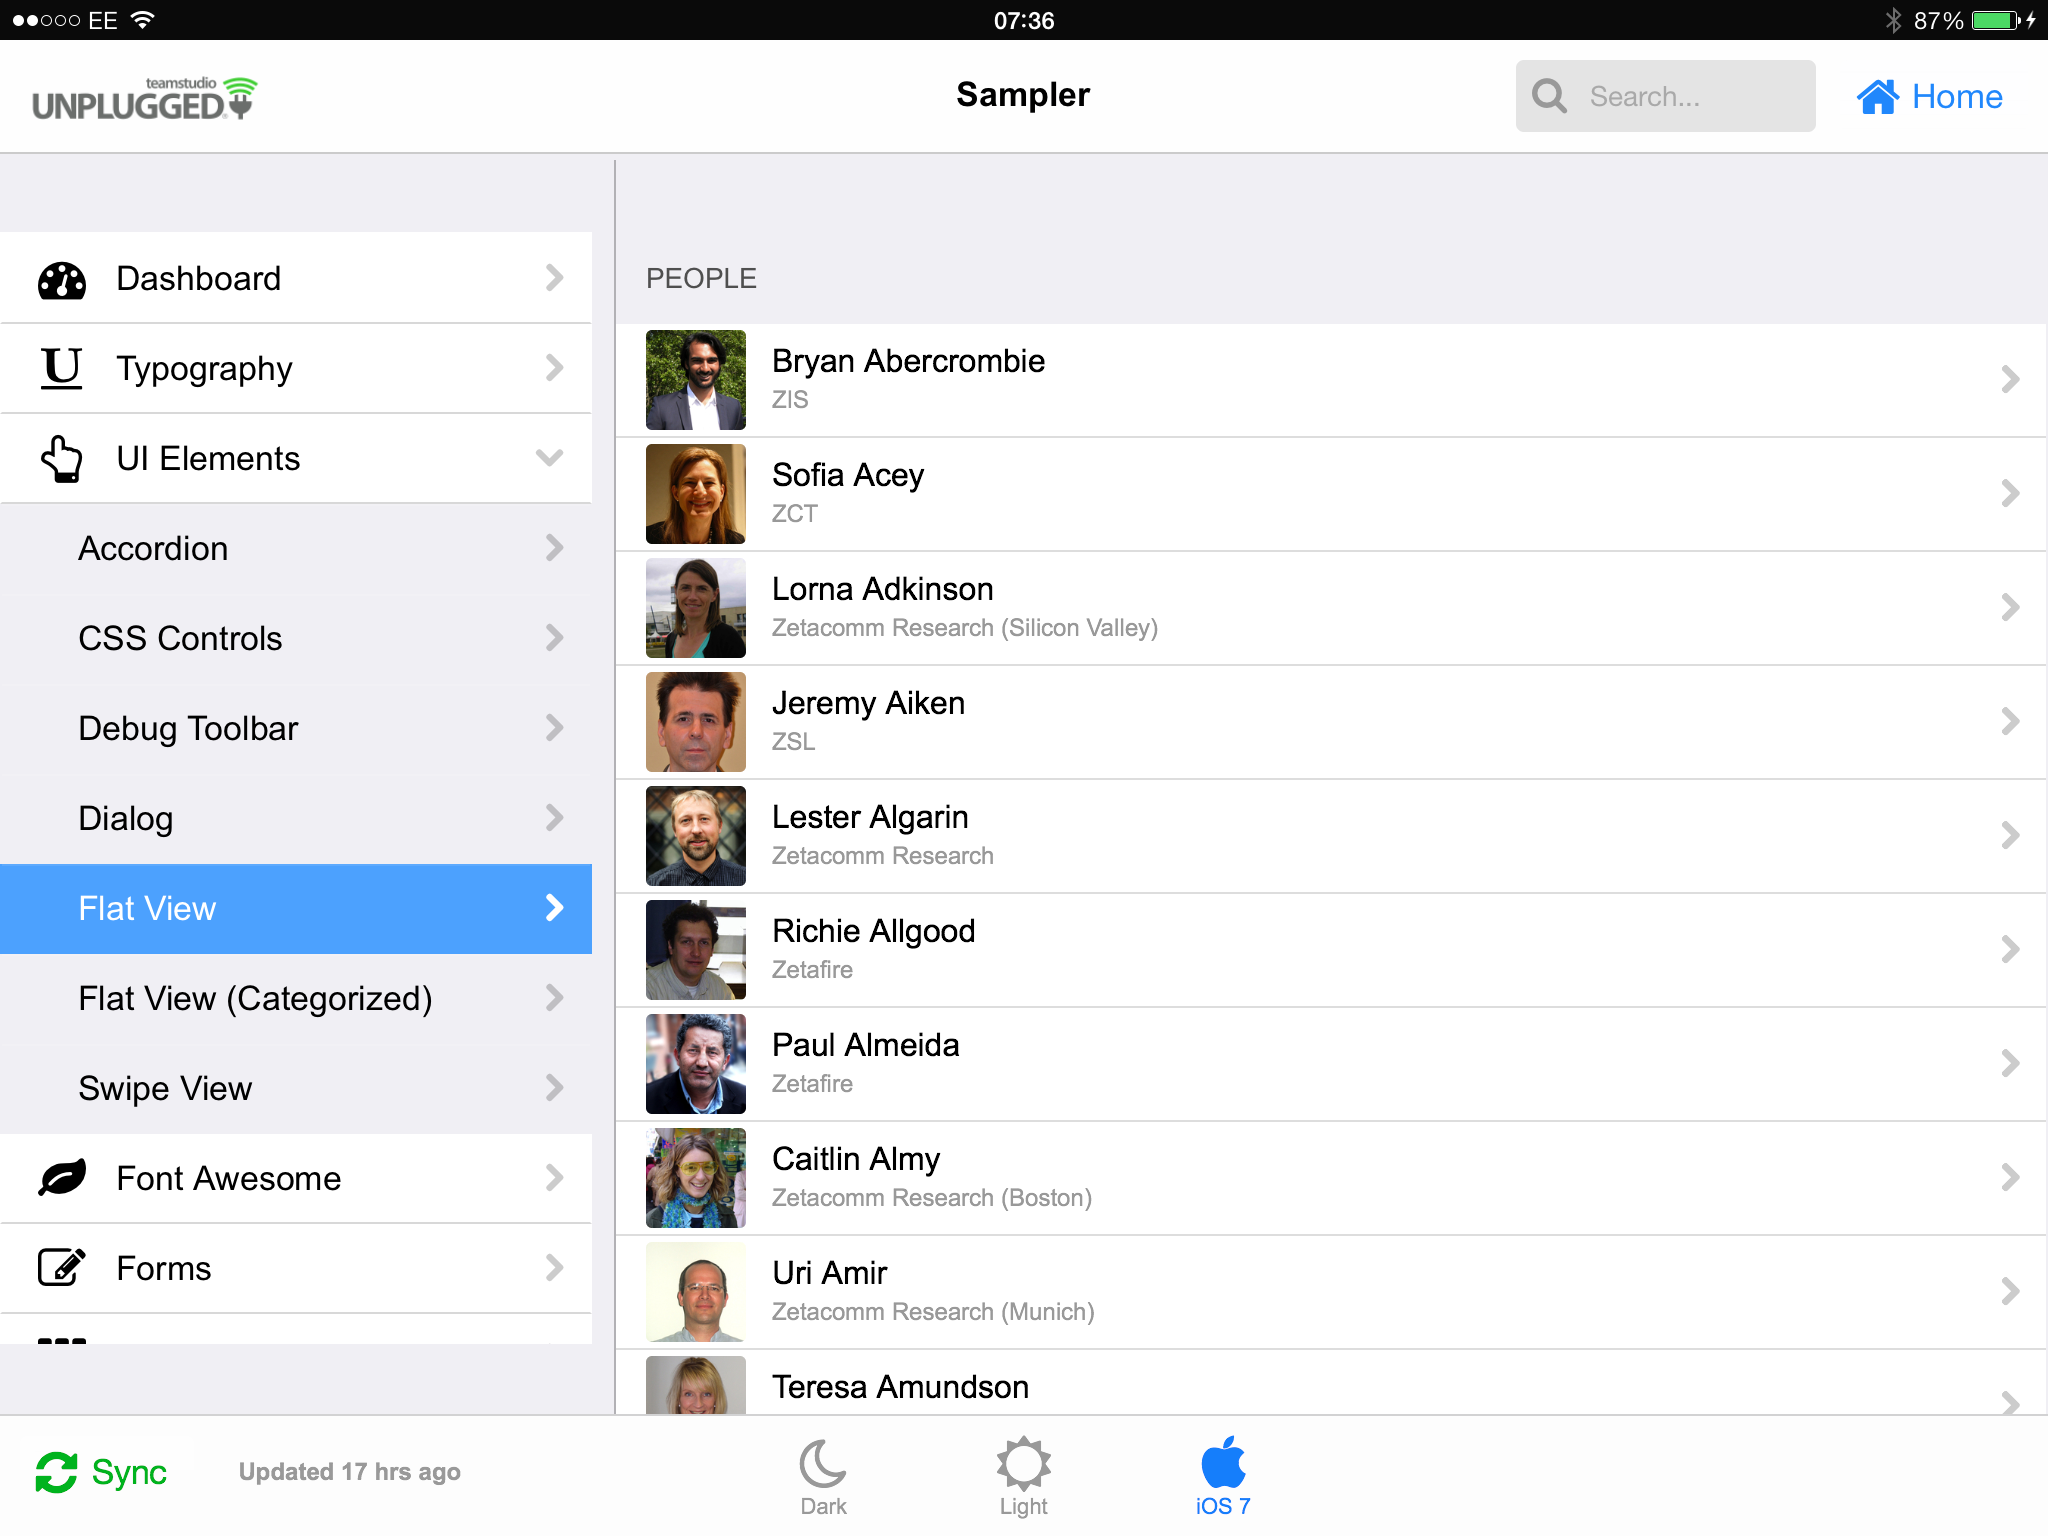 EE 07:36 87%
teamstudio
UNPLUGGED
Sampler
Search...
Home
Dashboard
Typography
UI Elements
Accordion
CSS Controls
Debug Toolbar
Dialog
Flat View
Flat View (Categorized)
Swipe View
Font Awesome
Forms
PEOPLE
Bryan Abercrombie
ZIS
Sofia Acey
ZCT
Lorna Adkinson
Zetacomm Research (Silicon Valley)
Jeremy Aiken
ZSL
Lester Algarin
Zetacomm Research
Richie Allgood
Zetafire
Paul Almeida
Zetafire
Caitlin Almy
Zetacomm Research (Boston)
Uri Amir
Zetacomm Research (Munich)
Teresa Amundson
Sync
Updated 17 hrs ago
Dark
Light
iOS 7